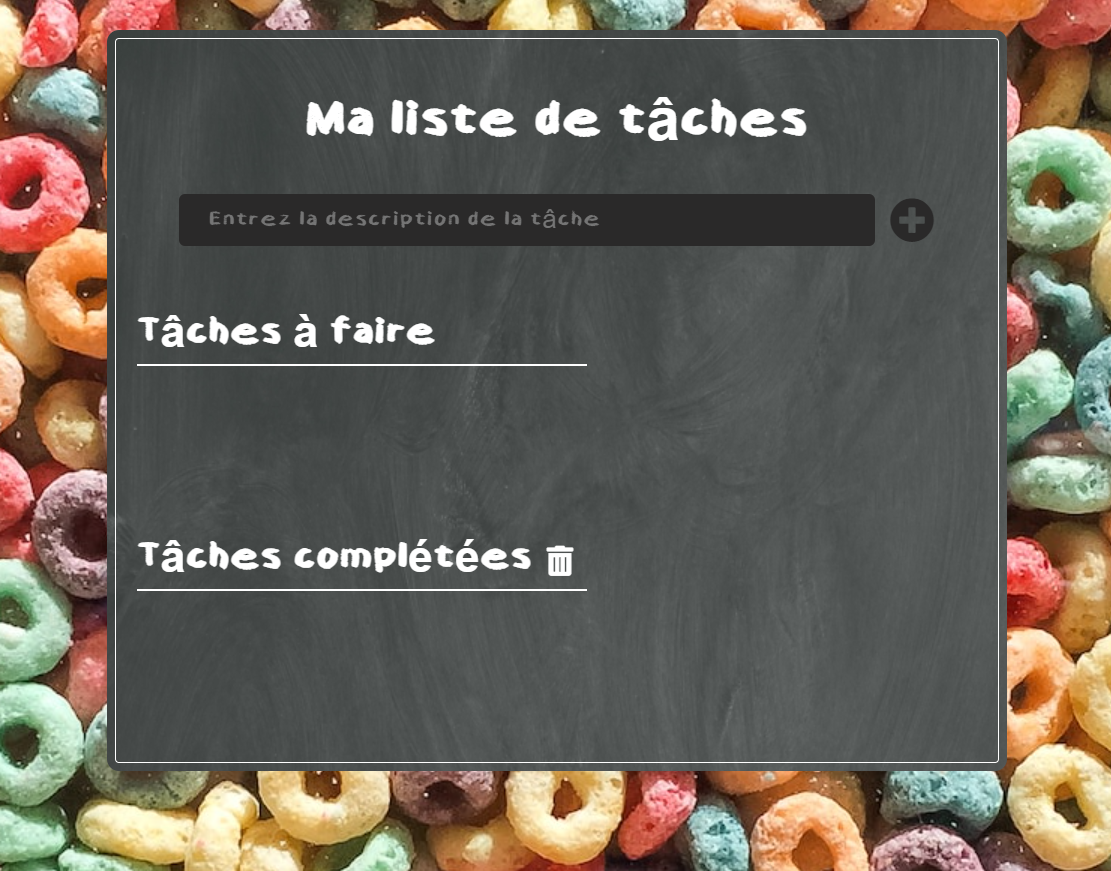 Ma liste de tâches
Entrez la description de la tâche
Tâches à faire
Tâches complétées